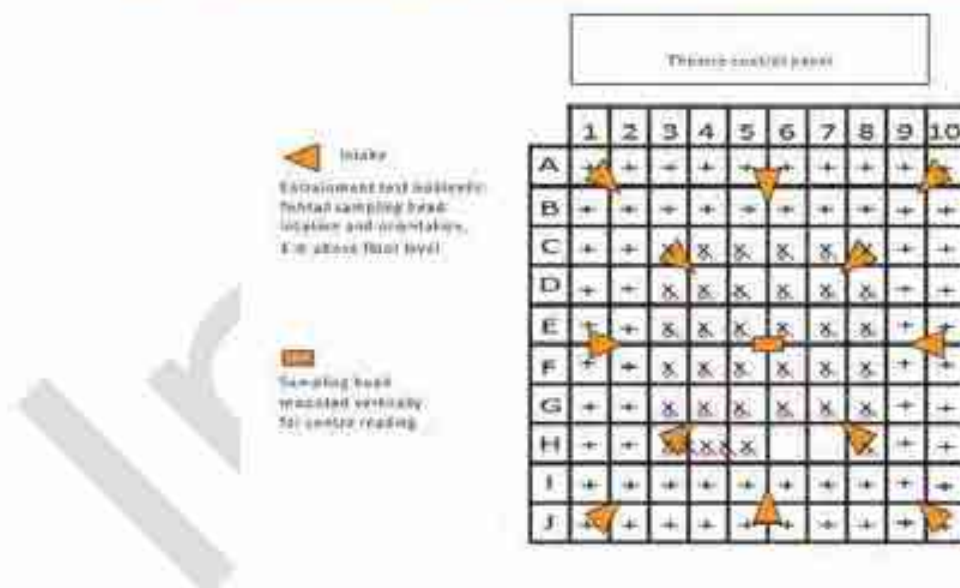 Theatre control panel
1 2 3 4 5 6 7 8 9 10
A
B
C
D
E
F
G
H
I
J
Intake
Entrainment test
sampling head
location and orientation,
above floor level
Sampling head
mounted vertically
for centre reading